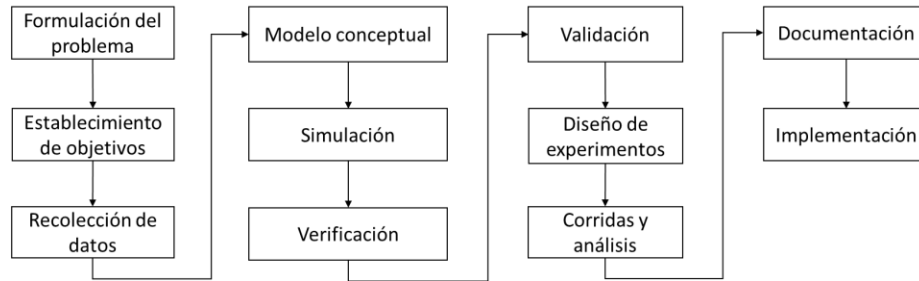 Formulación del
problema
Establecimiento
de objetivos
Recolección de
datos
Modelo conceptual
Simulación
Verificación
Validación
Diseño de
experimentos
Corridas y
análisis
Documentación
Implementación